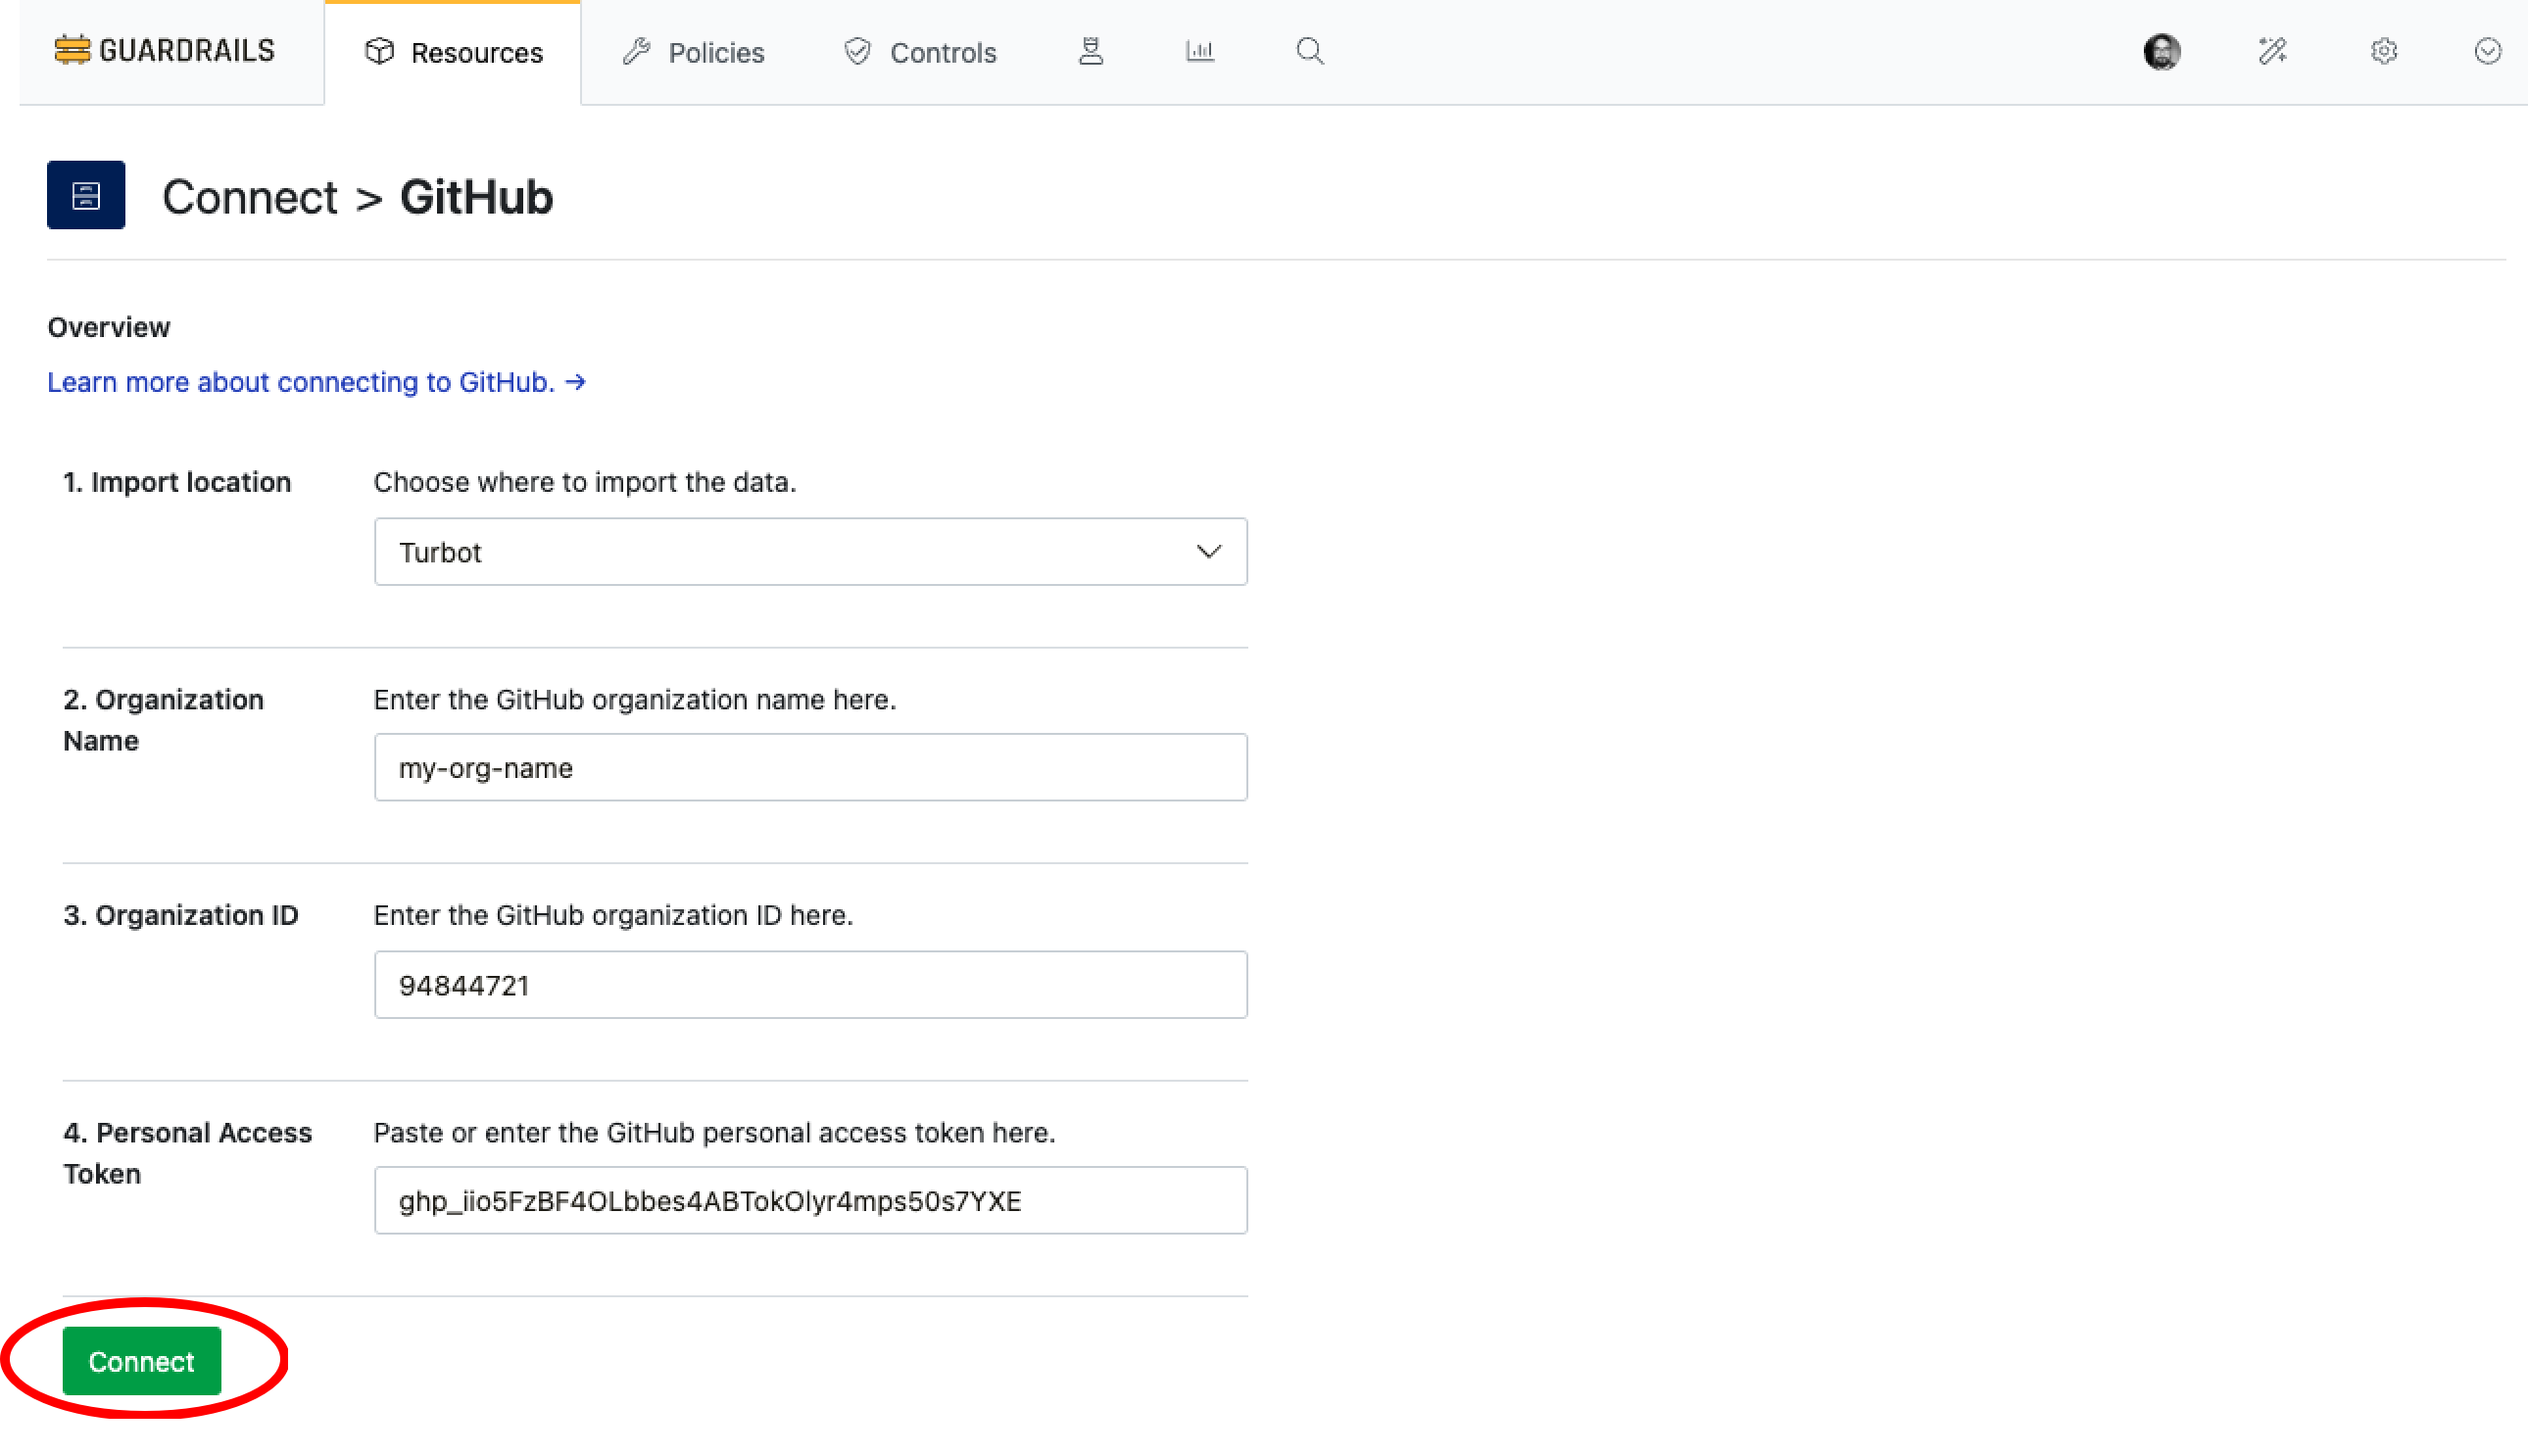 GUARDRAILS
Resources
Policies
Controls
Connect > GitHub
Overview
Learn more about connecting to GitHub. →
1. Import location
Choose where to import the data.
Turbot
2. Organization
Name
Enter the GitHub organization name here.
my-org-name
3. Organization ID
Enter the GitHub organization ID here.
94844721
4. Personal Access
Token
Paste or enter the GitHub personal access token here.
ghp_iio5FzBF4OLbbes4ABTokOlyr4mps50s7YXE
Connect